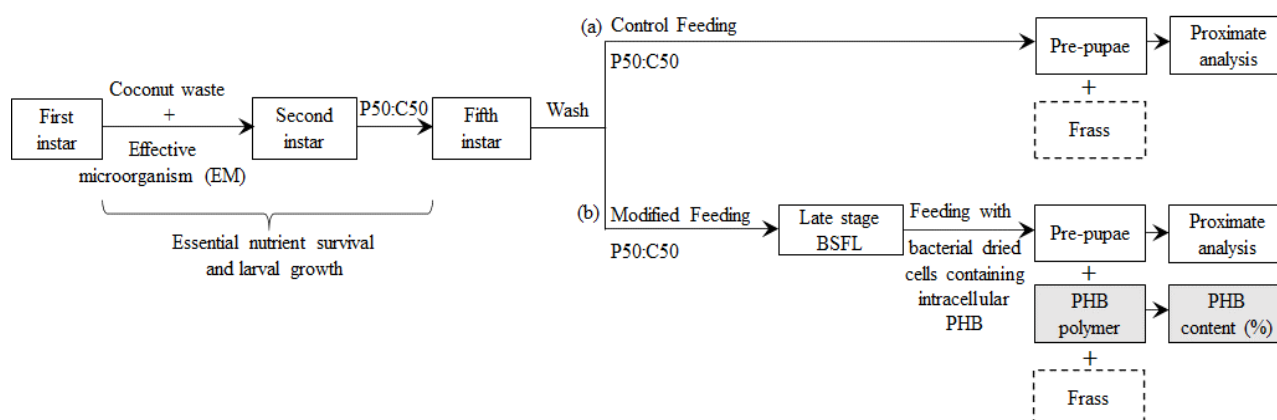 First
instar
Coconut waste
+
Effective
microorganism (EM)
Second
instar
P50:C50
Fifth
instar
Essential nutrient survival
and larval growth
Wash
(a) Control Feeding
P50:C50
Pre-pupae
Proximate
analysis
+
Frass
(b) Modified Feeding
P50:C50
Late stage
BSFL
Feeding with
bacterial dried
cells containing
intracellular
PHB
Pre-pupae
Proximate
analysis
+
PHB
polymer
PHB
content (%)
+
Frass